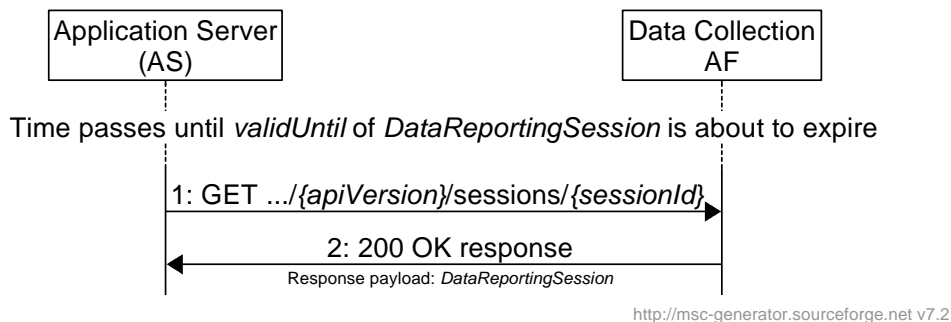 Application Server
(AS)
Data Collection
AF
Time passes until validUntil of DataReportingSession is about to expire
1: GET .../{apiVersion}/sessions/{sessionId}
2: 200 OK response
Response payload: DataReportingSession
http://msc-generator.sourceforge.net v7.2